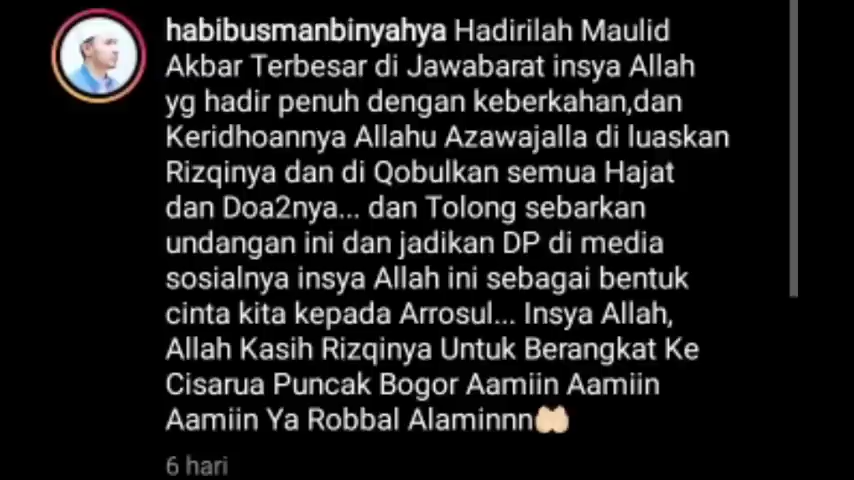 habibusmanbinyahya Hadirilah Maulid
Akbar Terbesar di Jawabarat insya Allah
yg hadir penuh dengan keberkahan,dan
Keridhoannya Allahu Azawajalla di luaskan
Rizqinya dan di Qobulkan semua Hajat
dan Doa2nya... dan Tolong sebarkan
undangan ini dan jadikan DP di media
sosialnya insya Allah ini sebagai bentuk
cinta kita kepada Arrosul... Insya Allah,
Allah Kasih Rizqinya Untuk Berangkat Ke
Cisarua Puncak Bogor Aamiin Aamiin
Aamiin Ya Robbal Alaminnn🤲🏻
6 hari